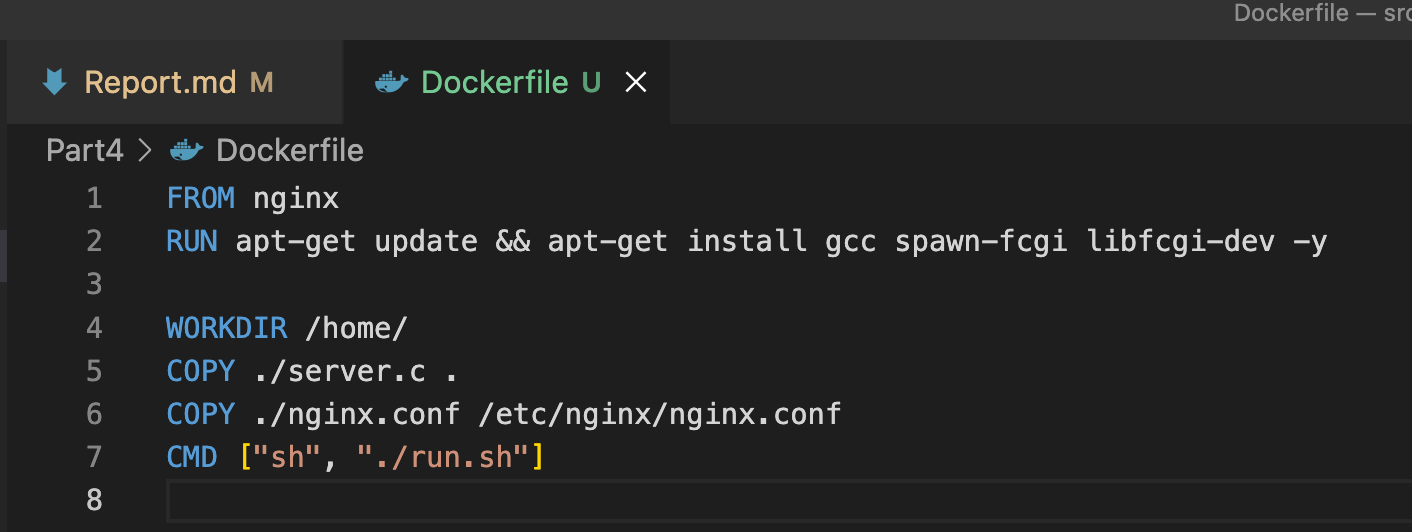 Dockerfile — src
Report.md M
Dockerfile U
Part4 > Dockerfile
1 FROM nginx
2 RUN apt-get update && apt-get install gcc spawn-fcgi libfcgi-dev -y
3
4 WORKDIR /home/
5 COPY ./server.c .
6 COPY ./nginx.conf /etc/nginx/nginx.conf
7 CMD ["sh", "./run.sh"]
8